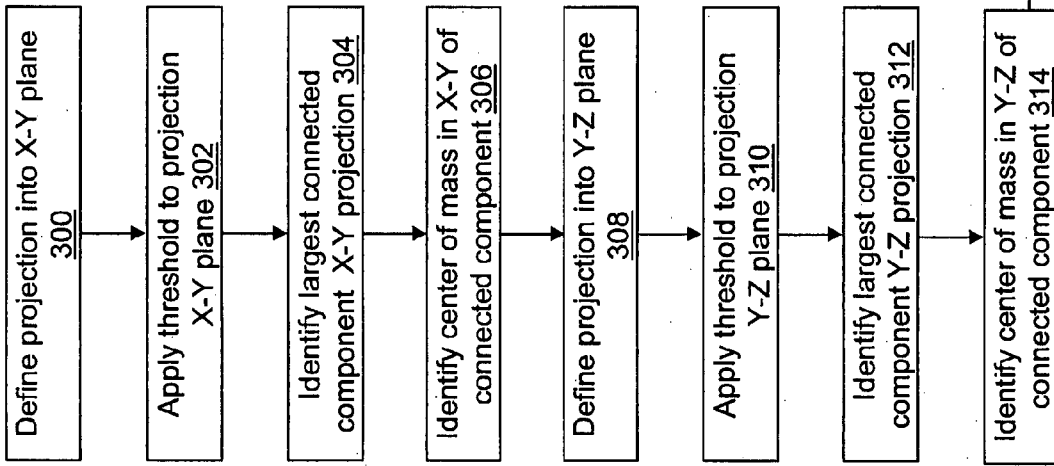 Define projection into X-Y plane
300
Apply threshold to projection
X-Y plane 302
Identify largest connected
component X-Y projection 304
Identify center of mass in X-Y of
connected component 306
Define projection into Y-Z plane
308
Apply threshold to projection
Y-Z plane 310
Identify largest connected
component Y-Z projection 312
Identify center of mass in Y-Z of
connected component 314